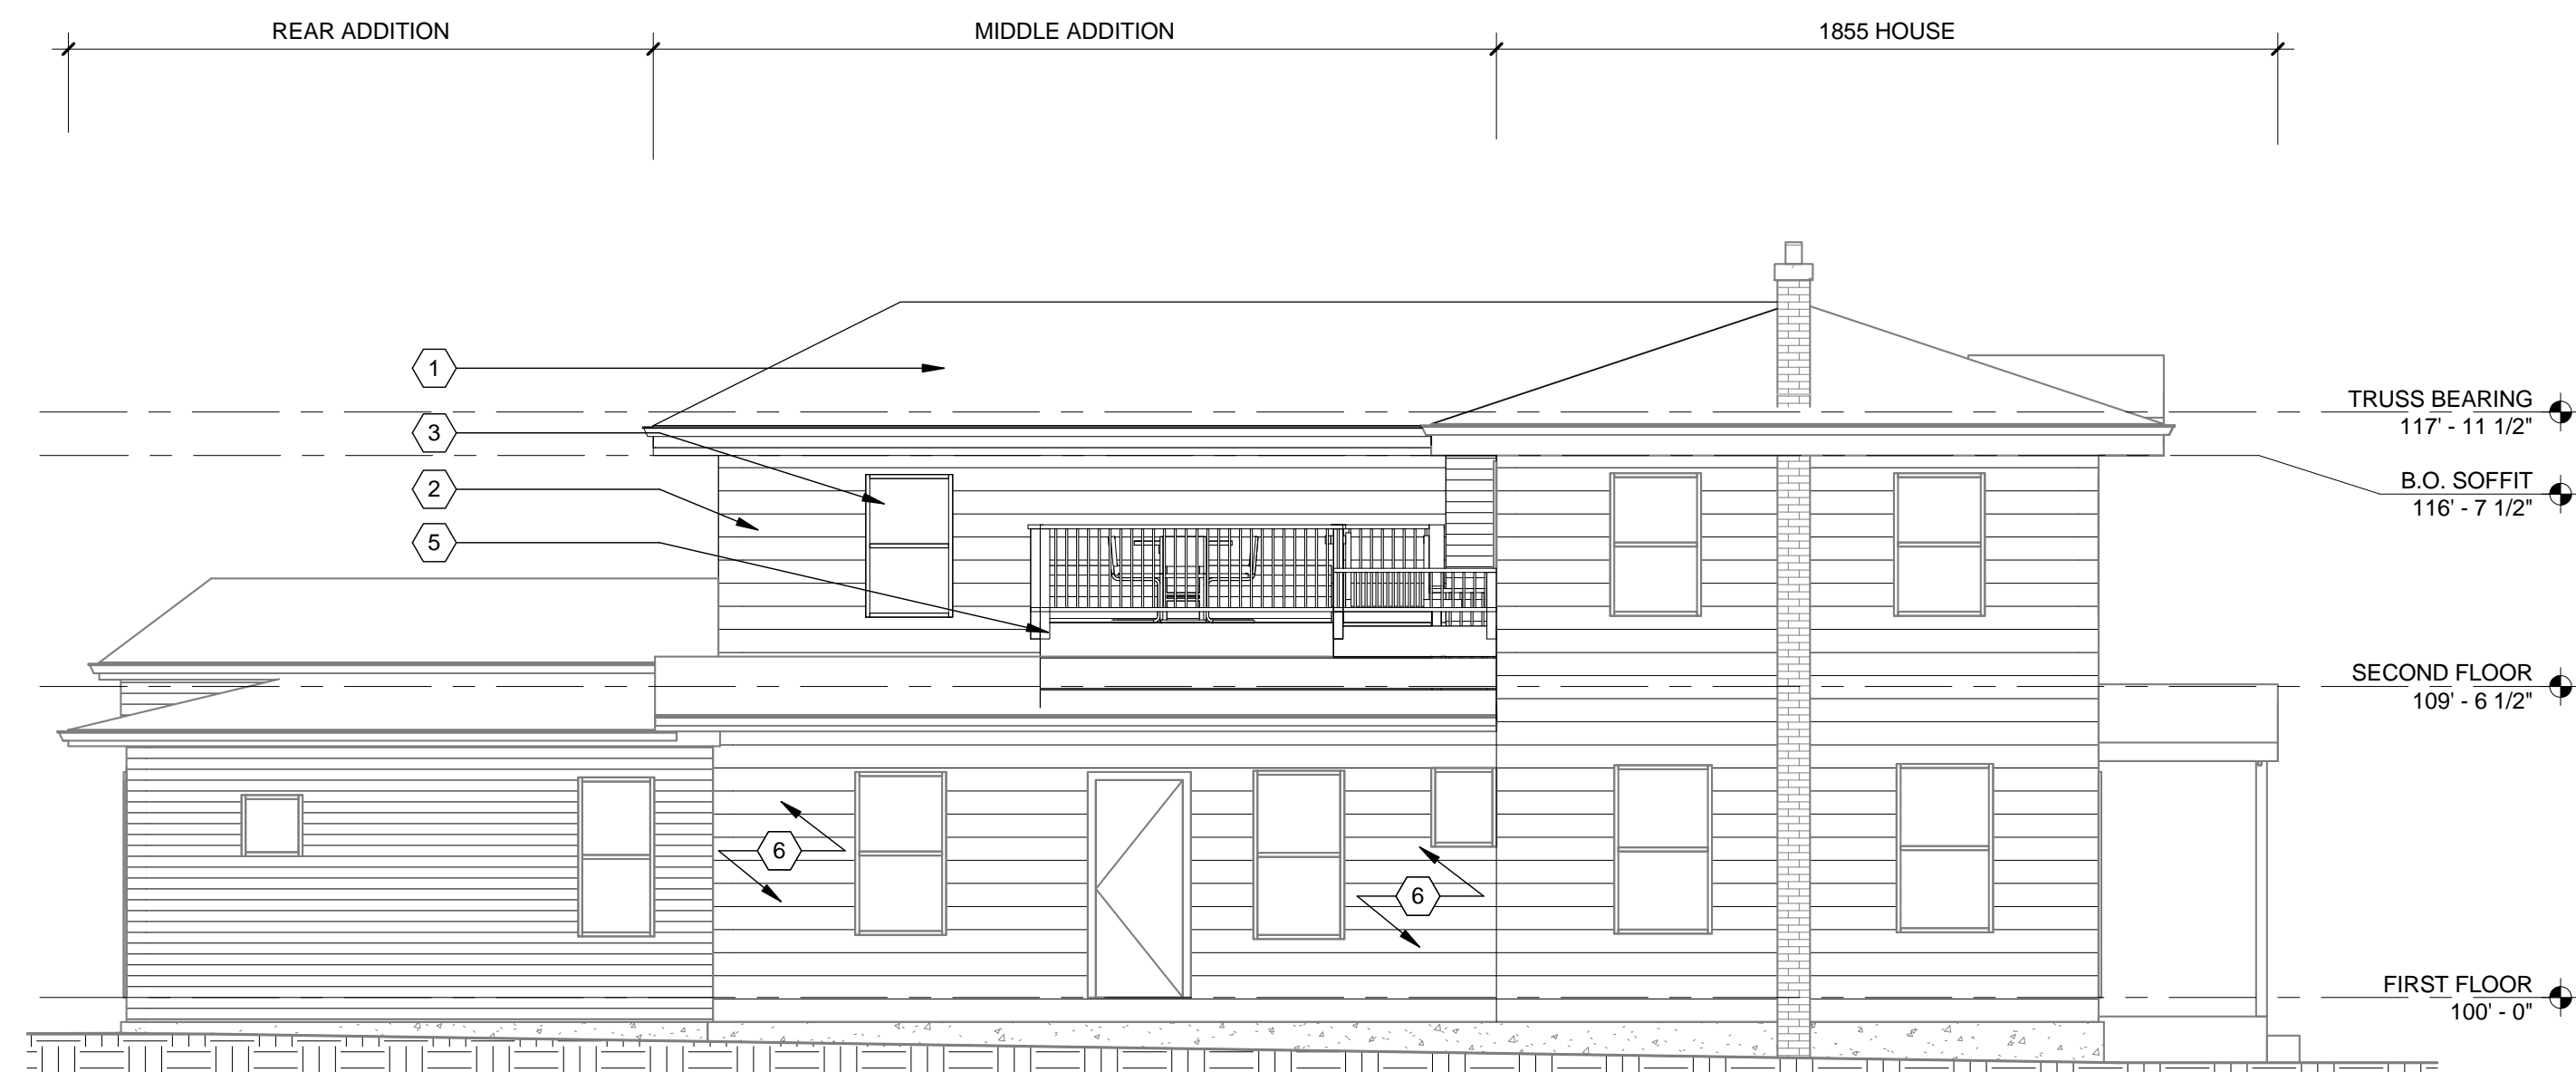 REAR ADDITION
MIDDLE ADDITION
1855 HOUSE
1
3
2
5
6
6
TRUSS BEARING
117' - 11 1/2"
B.O. SOFFIT
116' - 7 1/2"
SECOND FLOOR
109' - 6 1/2"
FIRST FLOOR
100' - 0"